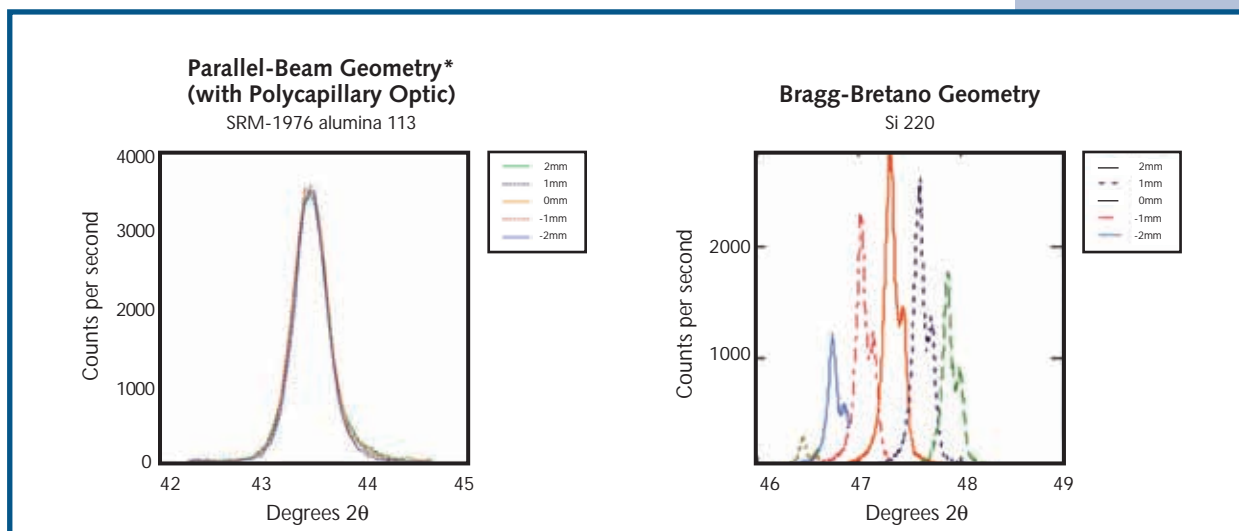 Parallel-Beam Geometry*
(with Polycapillary Optic)
SRM-1976 alumina 113
4000
3000
2000
1000
0
Counts per second
42 43 44 45
Degrees 2θ
2mm
1mm
0mm
-1mm
-2mm
Bragg-Bretano Geometry
Si 220
2000
1000
Counts per second
46 47 48 49
Degrees 2θ
2mm
1mm
0mm
-1mm
-2mm